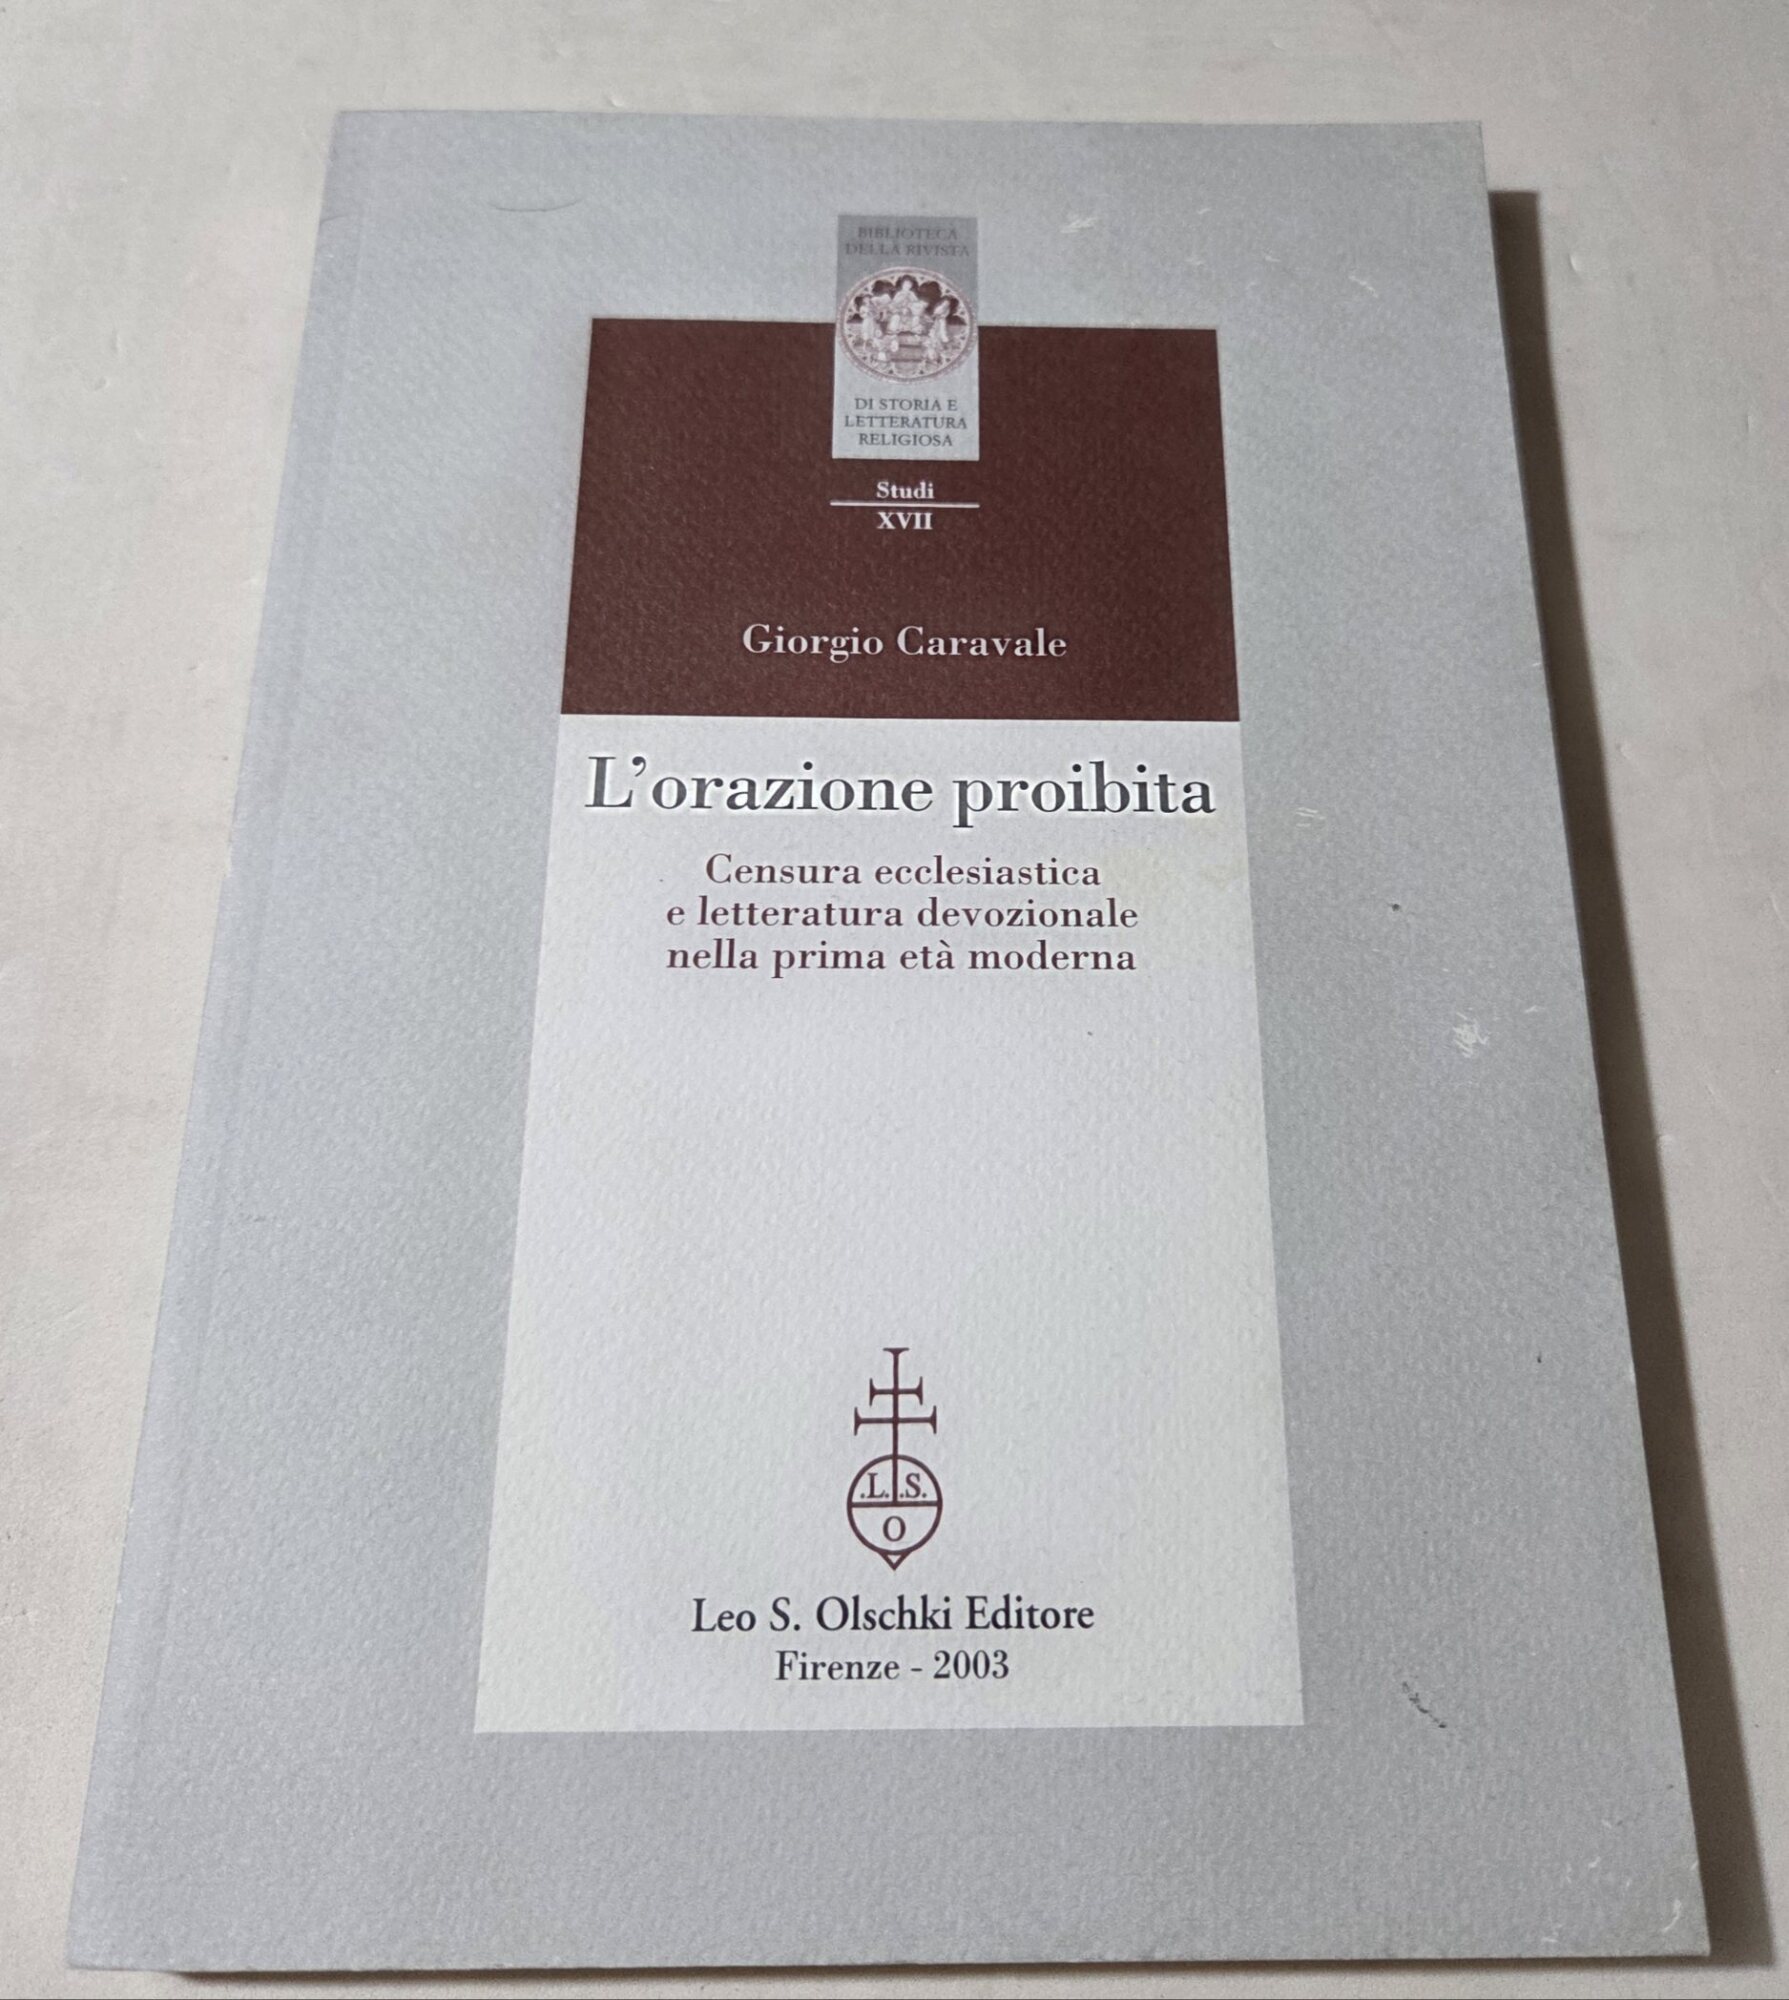 BIBLIOTECA
DELLA RIVISTA
DI STORIA E
LETTERATURA
RELIGIOSA
Studi
XVII
Giorgio Caravale
L'orazione proibita
Censura ecclesiastica
e letteratura devozionale
nella prima età moderna
.L. .S.
O
Leo S. Olschki Editore
Firenze - 2003